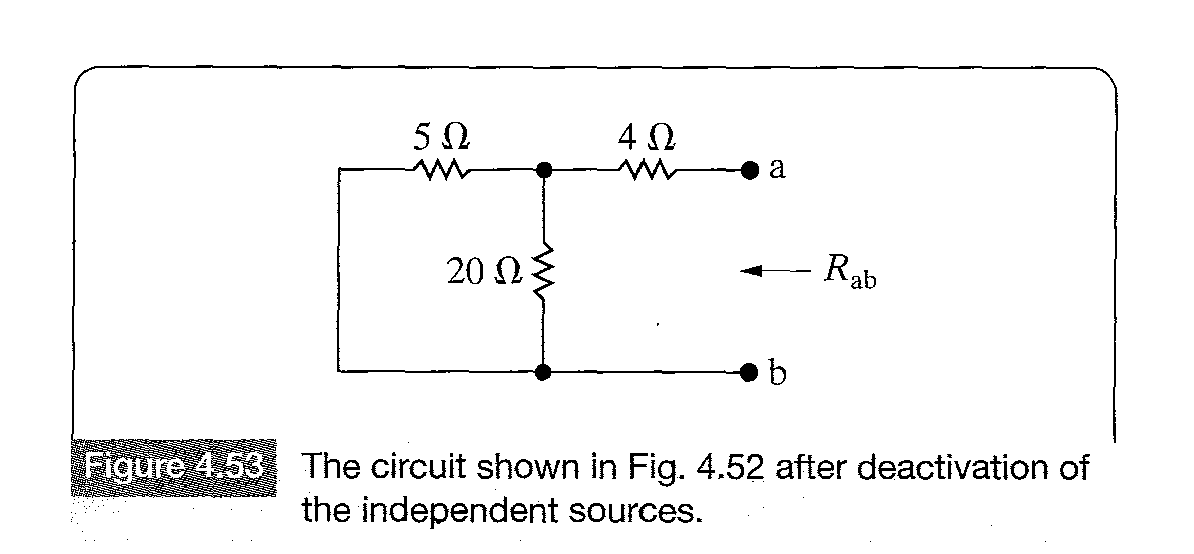 5 Ω 4 Ω
a
20 Ω R_ab
b
Figure 4.53 The circuit shown in Fig. 4.52 after deactivation of
the independent sources.